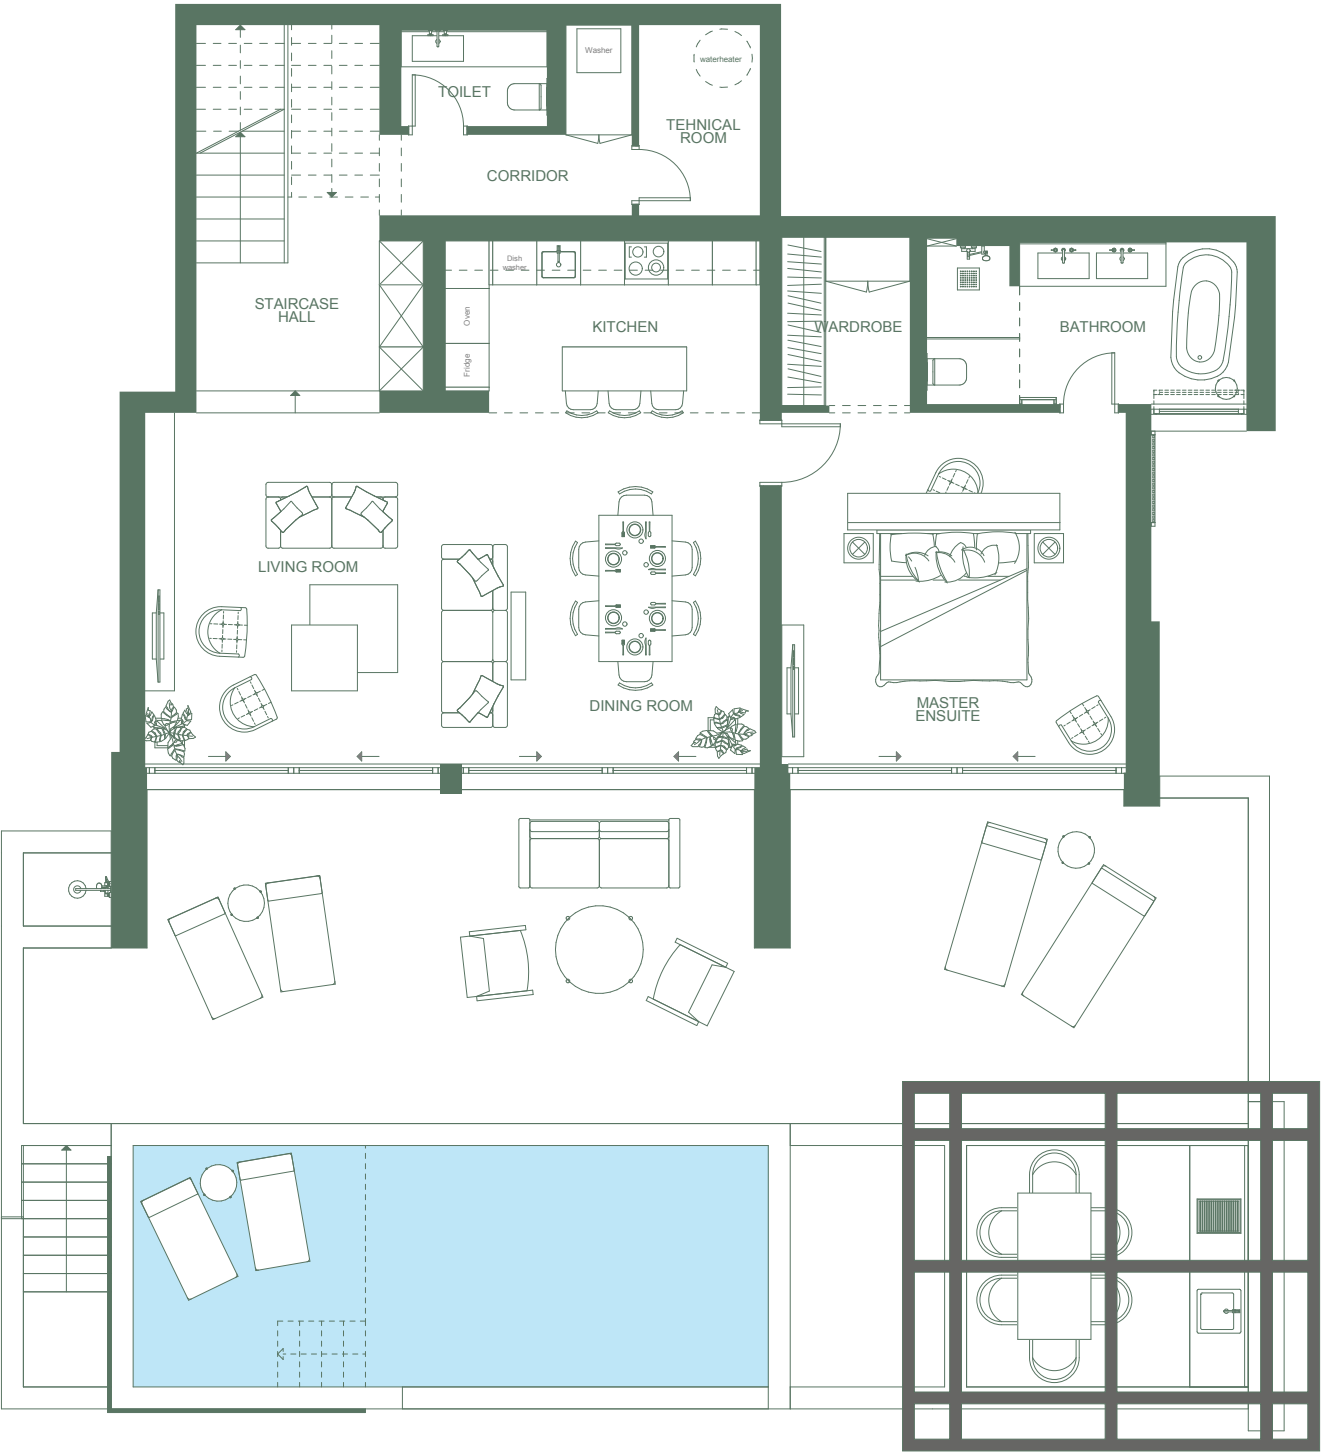 Washer
waterheater
TOILET
TEHNICAL
ROOM
CORRIDOR
Dish
washer
STAIRCASE
HALL
Oven
KITCHEN
WARDROBE
BATHROOM
Fridge
LIVING ROOM
DINING ROOM
MASTER
ENSUITE